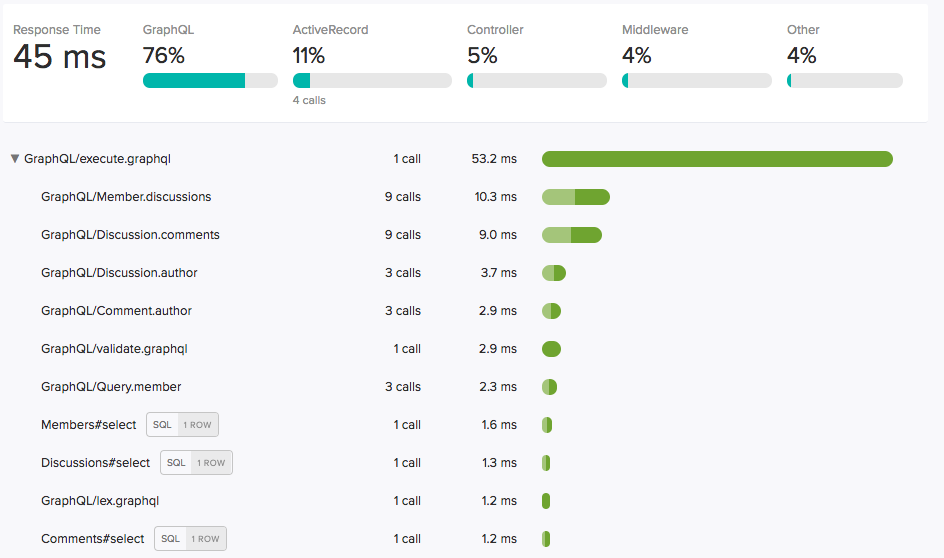 Response Time GraphQL ActiveRecord Controller Middleware Other
45 ms 76% 11% 5% 4% 4%
4 calls
▼ GraphQL/execute.graphql 1 call 53.2 ms
GraphQL/Member.discussions 9 calls 10.3 ms
GraphQL/Discussion.comments 9 calls 9.0 ms
GraphQL/Discussion.author 3 calls 3.7 ms
GraphQL/Comment.author 3 calls 2.9 ms
GraphQL/validate.graphql 1 call 2.9 ms
GraphQL/Query.member 3 calls 2.3 ms
Members#select SQL 1 ROW 1 call 1.6 ms
Discussions#select SQL 1 ROW 1 call 1.3 ms
GraphQL/lex.graphql 1 call 1.2 ms
Comments#select SQL 1 ROW 1 call 1.2 ms